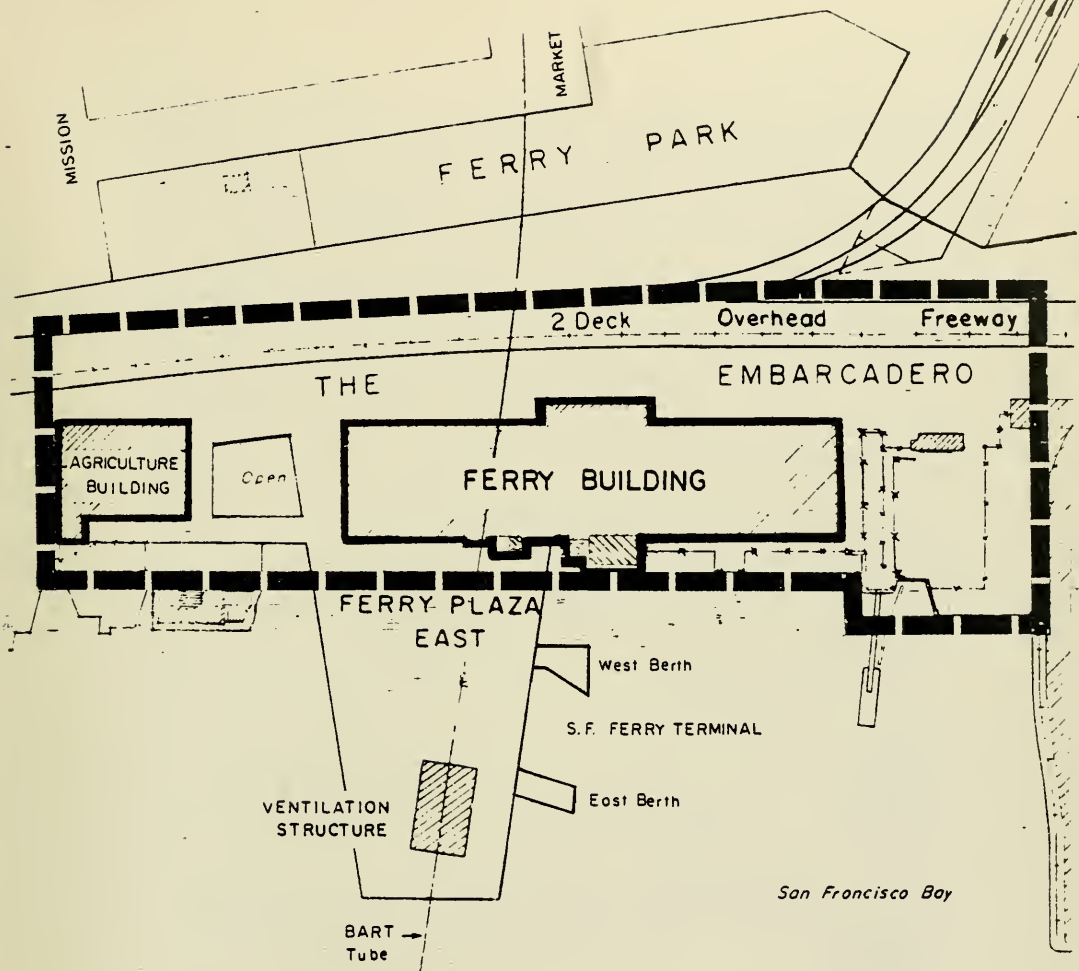 MISSION
MARKET
FERRY PARK
2 Deck Overhead Freeway
THE EMBARCADERO
AGRICULTURE
BUILDING
Open
FERRY BUILDING
FERRY PLAZA
EAST
West Berth
S.F. FERRY TERMINAL
East Berth
VENTILATION
STRUCTURE
San Francisco Bay
BART
Tube